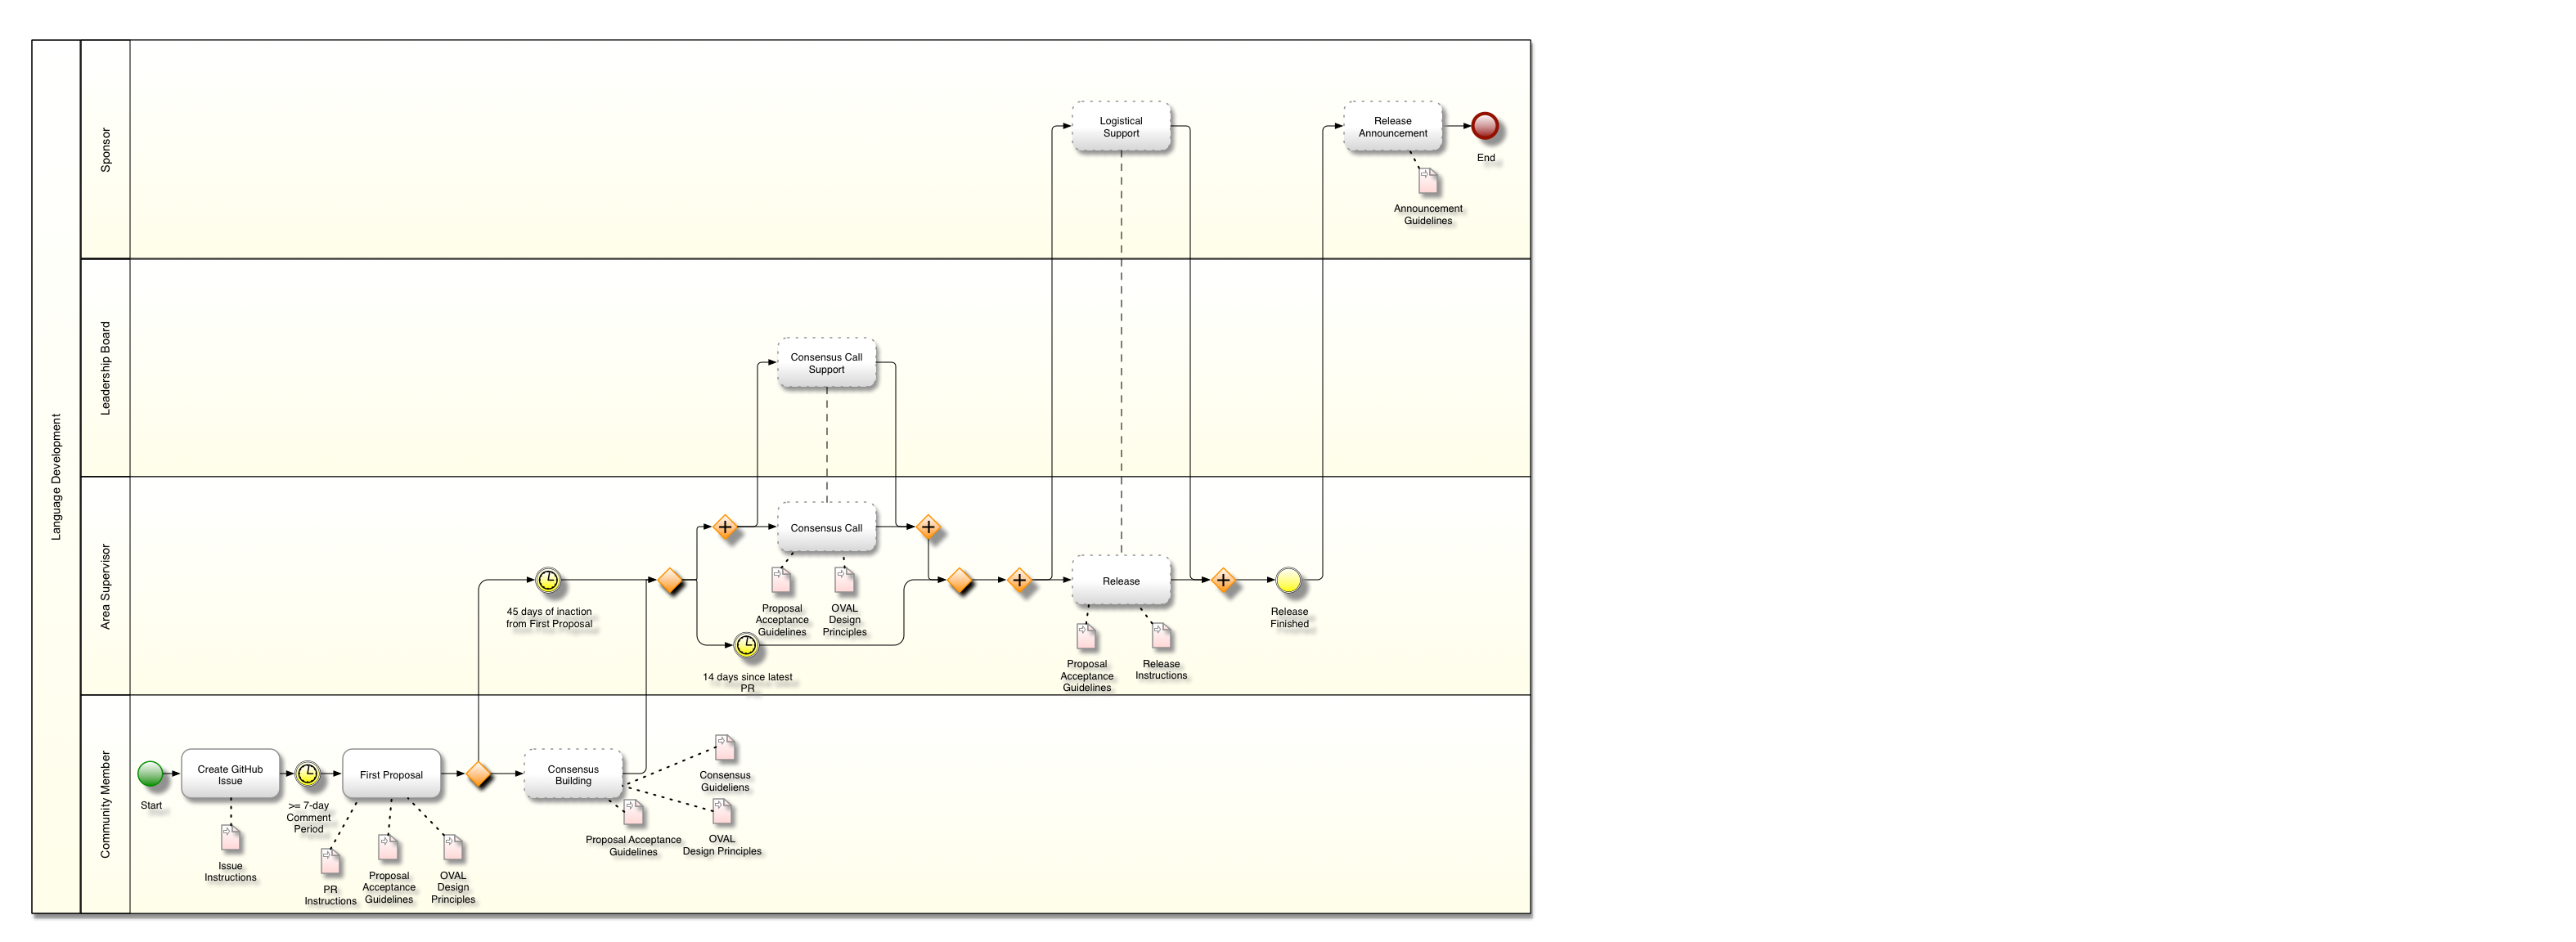 Language Development
Sponsor
Logistical
Support
Release
Announcement
End
Announcement
Guidelines
Leadership Board
Consensus Call
Support
Area Supervisor
Consensus Call
Proposal
Acceptance
Guidelines
OVAL
Design
Principles
45 days of inaction
from First Proposal
14 days since latest
PR
Release
Proposal
Acceptance
Guidelines
Release
Instructions
Release
Finished
Community Member
Start
Create GitHub
Issue
Issue
Instructions
>= 7-day
Comment
Period
First Proposal
PR
Instructions
Proposal
Acceptance
Guidelines
OVAL
Design
Principles
Consensus
Building
Consensus
Guideliens
Proposal Acceptance
Guidelines
OVAL
Design Principles